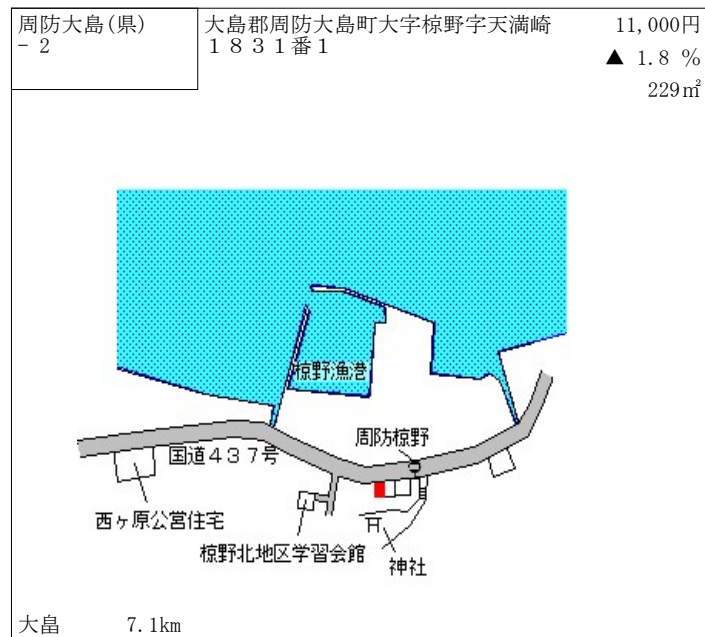 周防大島(県)
- 2
大島郡周防大島町大字椋野字天満崎
１８３１番1
11,000円
▲ 1.8 %
229㎡
椋野漁港
周防椋野
国道４３７号
西ヶ原公営住宅
椋野北地区学習会館
神社
大畠 7.1km